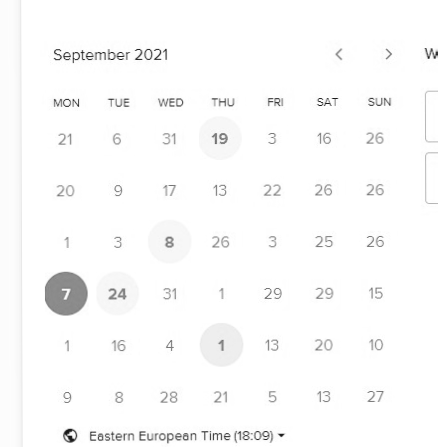 September 2021
MON TUE WED THU FRI SAT SUN
21 6 31 19 3 16 26
20 9 17 13 22 26 26
1 3 8 26 3 25 26
7 24 31 1 29 29 15
1 16 4 1 13 20 10
9 8 28 21 5 13 27
Eastern European Time (18:09)